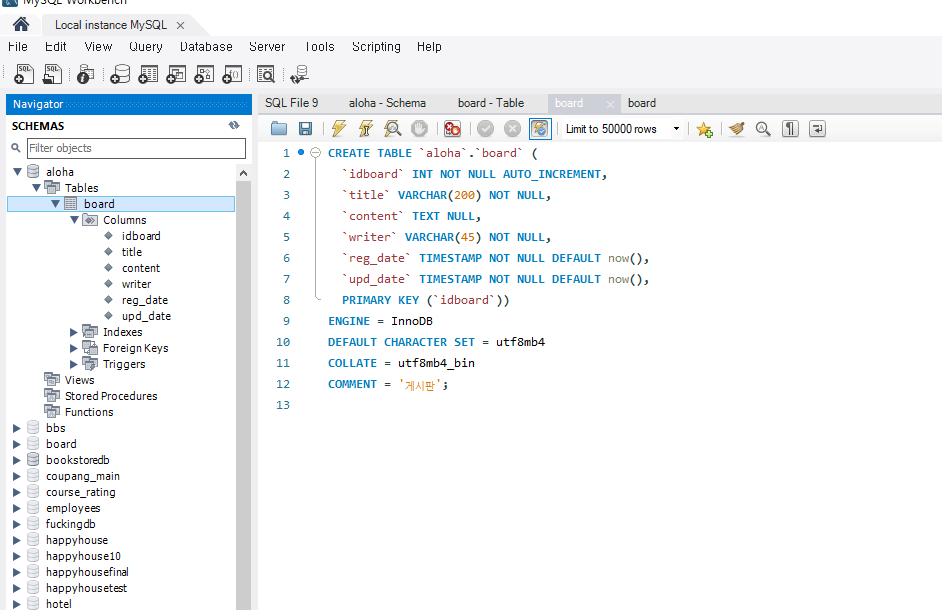 MySQL Workbench
Local instance MySQL ×
File Edit View Query Database Server Tools Scripting Help
Navigator
SCHEMAS
Filter objects
aloha
Tables
board
Columns
idboard
title
content
writer
reg_date
upd_date
Indexes
Foreign Keys
Triggers
Views
Stored Procedures
Functions
bbs
board
bookstoredb
coupang_main
course_rating
employees
fuckingdb
happyhouse
happyhouse10
happyhousefinal
happyhousetest
hotel
SQL File 9 aloha - Schema board - Table board × board
Limit to 50000 rows
1 CREATE TABLE `aloha`.`board` (
2 `idboard` INT NOT NULL AUTO_INCREMENT,
3 `title` VARCHAR(200) NOT NULL,
4 `content` TEXT NULL,
5 `writer` VARCHAR(45) NOT NULL,
6 `reg_date` TIMESTAMP NOT NULL DEFAULT now(),
7 `upd_date` TIMESTAMP NOT NULL DEFAULT now(),
8 PRIMARY KEY (`idboard`))
9 ENGINE = InnoDB
10 DEFAULT CHARACTER SET = utf8mb4
11 COLLATE = utf8mb4_bin
12 COMMENT = '게시판';
13